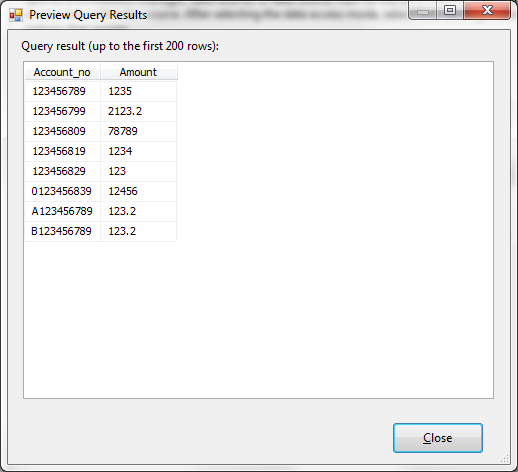 Preview Query Results
Query result (up to the first 200 rows):
Account_no Amount
123456789 1235
123456799 2123.2
123456809 78789
123456819 1234
123456829 123
0123456839 12456
A123456789 123.2
B123456789 123.2
Close